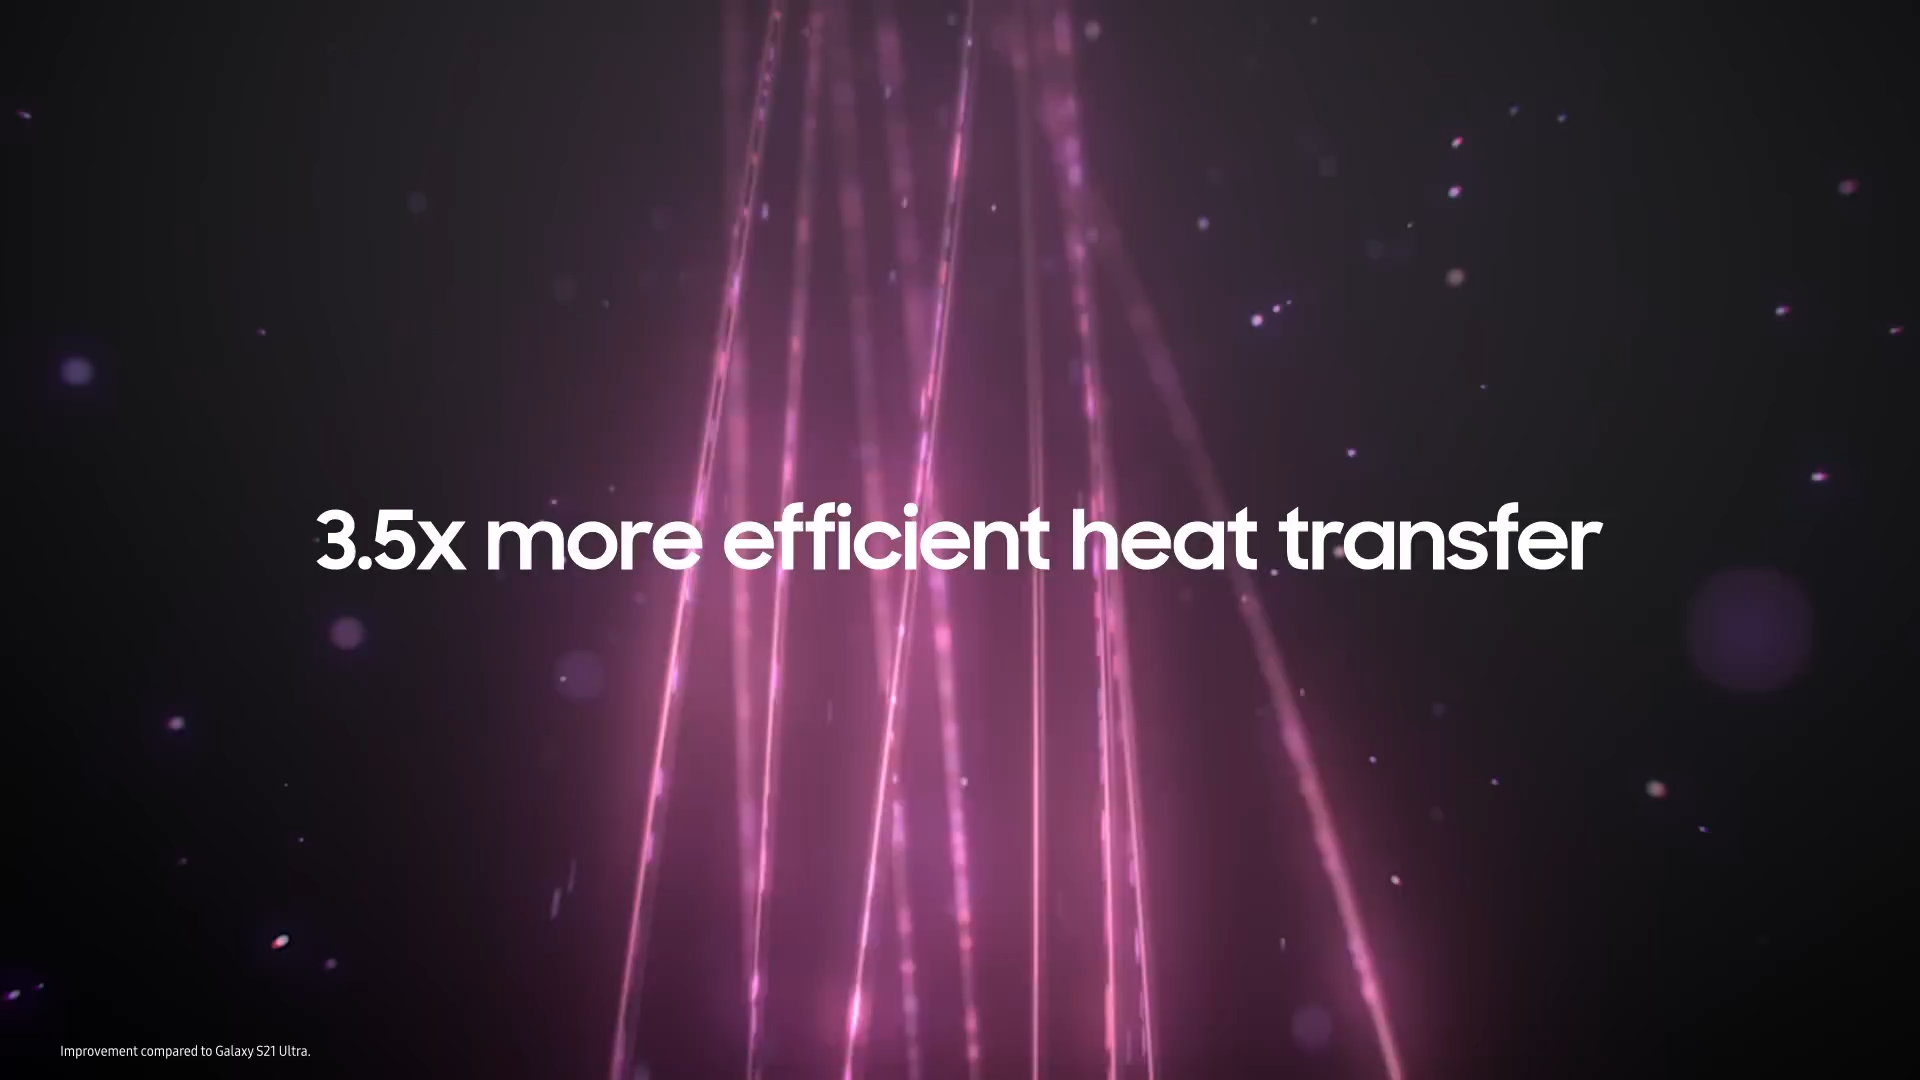 3.5x more efficient heat transfer
Improvement compared to Galaxy S21 Ultra.